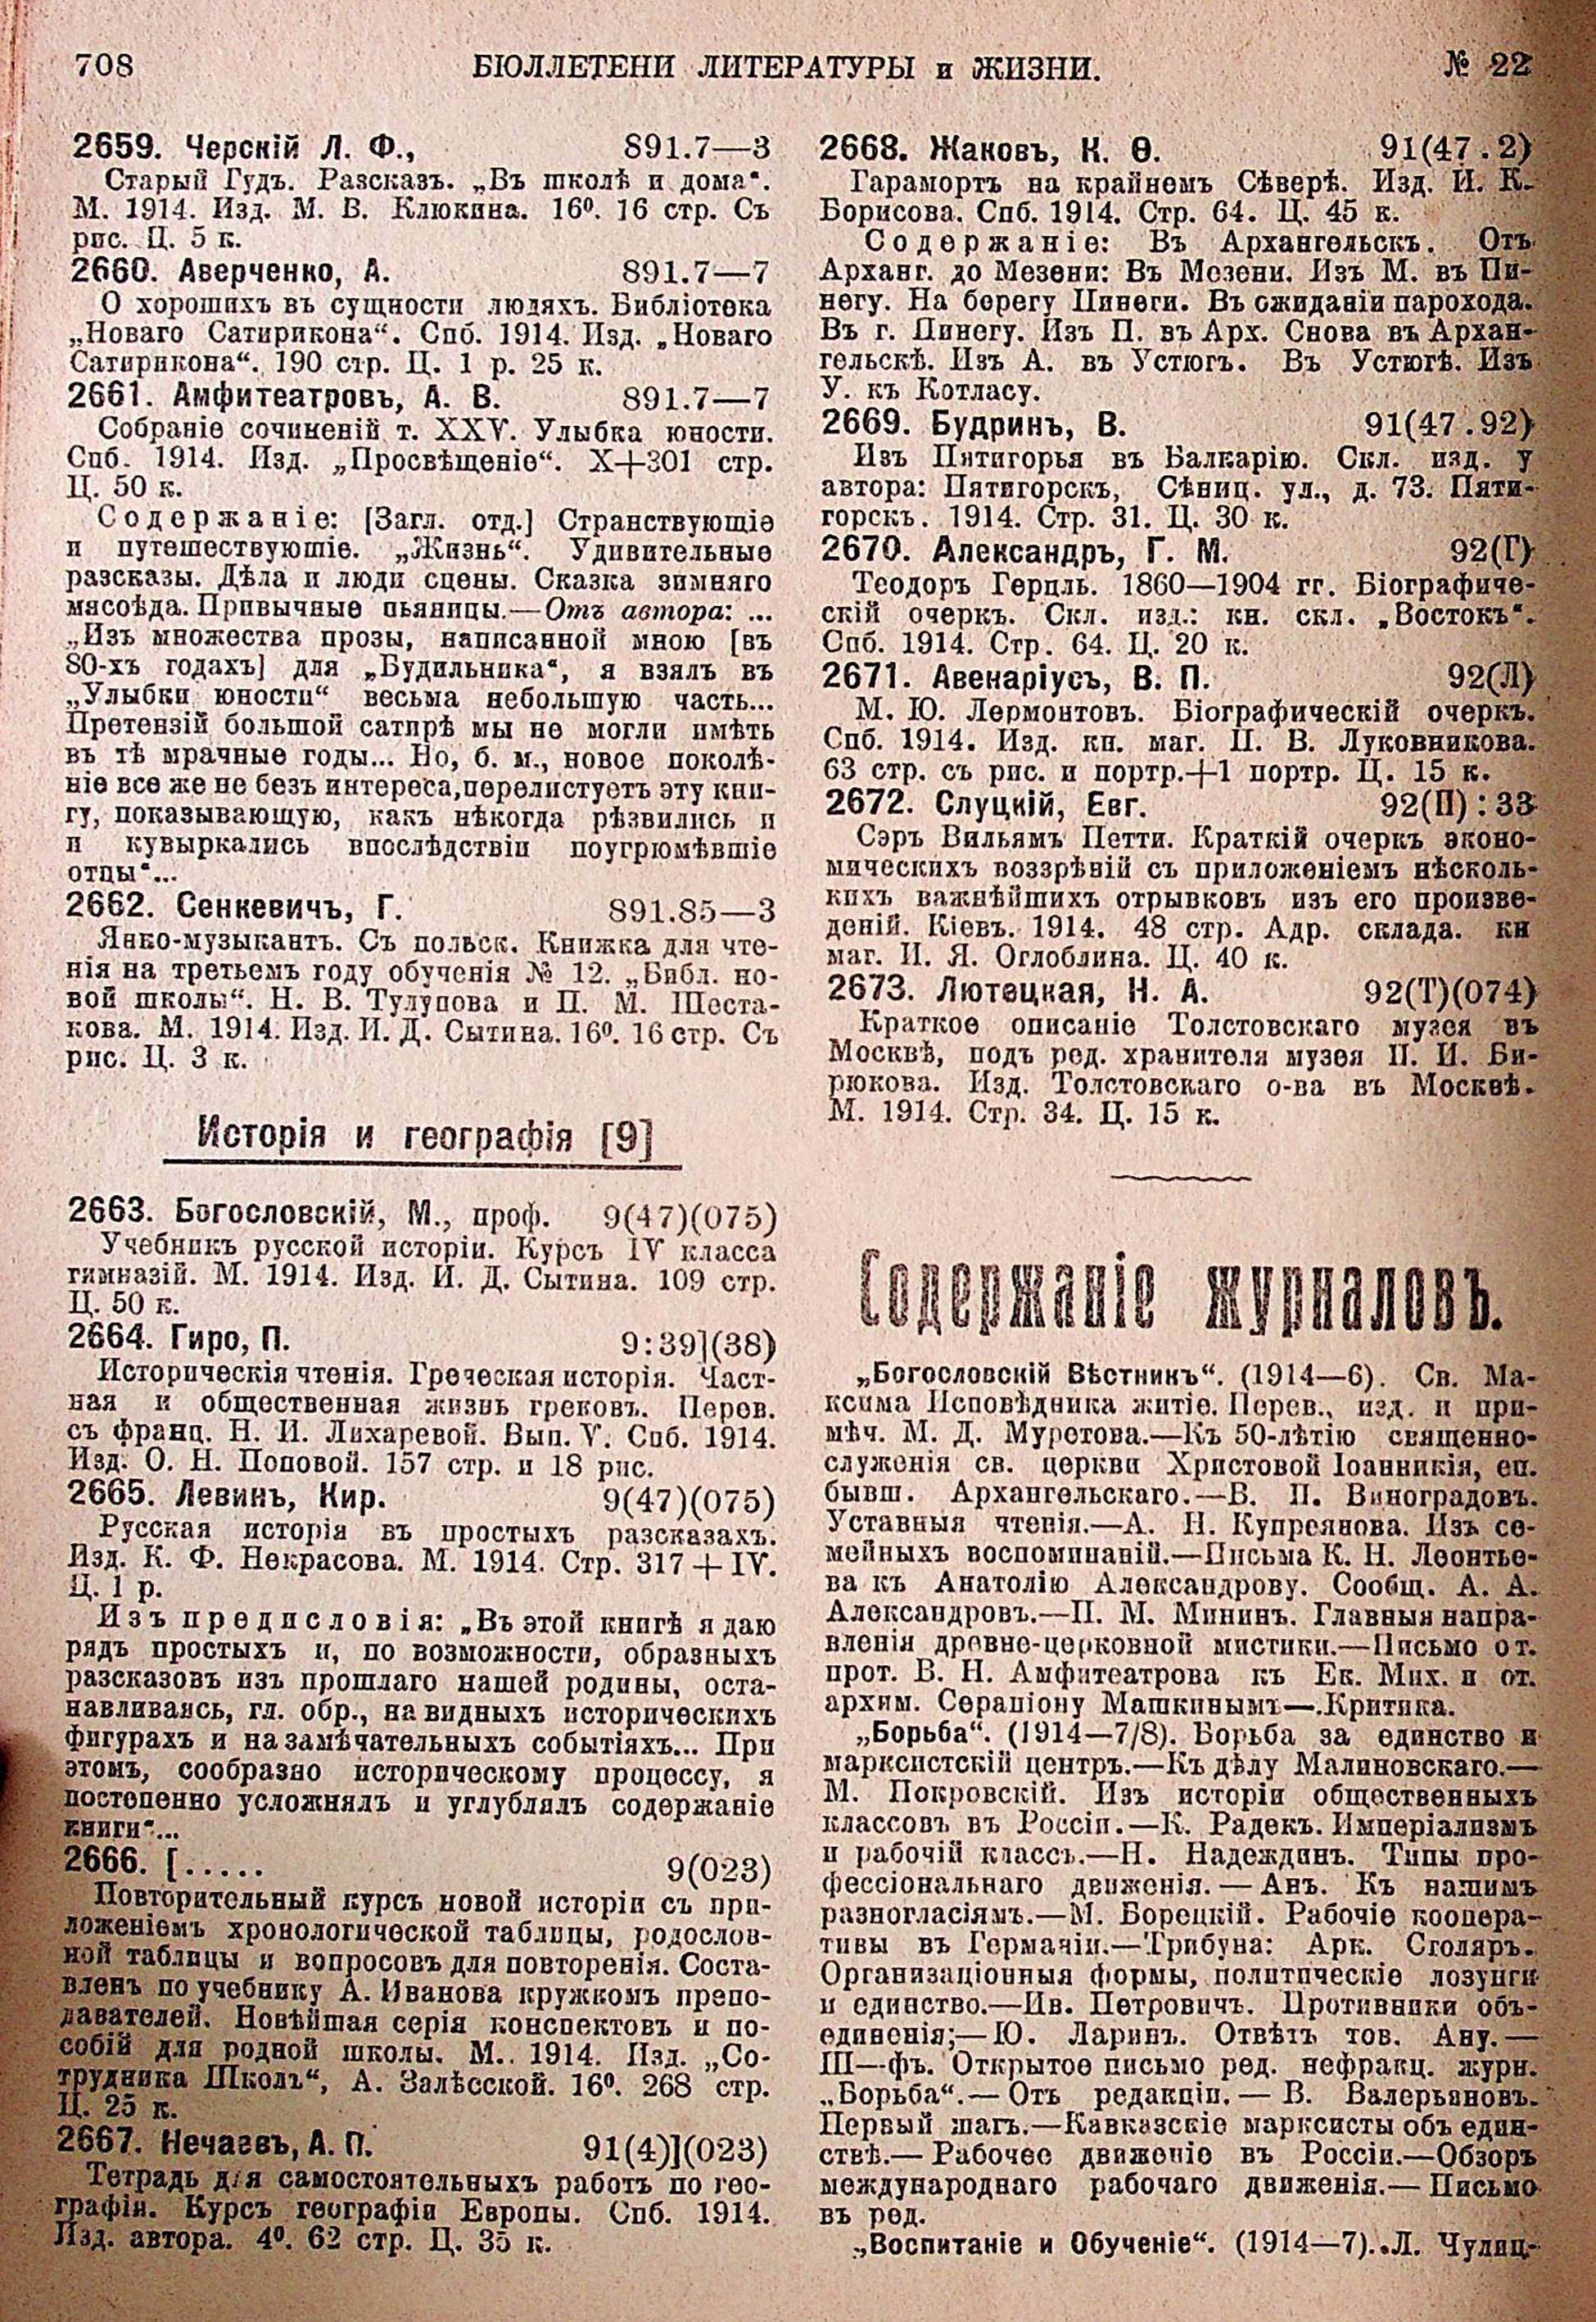 708
БЮЛЛЕТЕНИ ЛИТЕРАТУРЫ и ЖИЗНИ.
№ 22
2659. Черскій Л. Ф., 891.7—3
Старый Гудъ. Разсказъ. „Въ школѣ и дома“.
М. 1914. Изд. М. В. Клюкина. 16⁰. 16 стр. Съ
рис. Ц. 5 к.
2660. Аверченко, А. 891.7—7
О хорошихъ въ сущности людяхъ. Библіотека
„Новаго Сатирикона“. Спб. 1914. Изд. „Новаго
Сатирикона“. 190 стр. Ц. 1 р. 25 к.
2661. Амфитеатровъ, А. В. 891.7—7
Собраніе сочиненій т. XXV. Улыбка юности.
Спб. 1914. Изд. „Просвѣщеніе“. X+301 стр.
Ц. 50 к.
Содержаніе: [Загл. отд.] Странствующіе
и путешествующіе. „Жизнь“. Удивительные
разсказы. Дѣла и люди сцены. Сказка зимняго
мясоѣда. Привычные пьяницы.—Отъ автора: ...
„Изъ множества прозы, написанной мною [въ
80-хъ годахъ] для „Будильника“, я взялъ въ
„Улыбки юности“ весьма небольшую часть...
Претензій большой сатирѣ мы не могли имѣть
въ тѣ мрачные годы... Но, б. м., новое поколѣ-
ніе все же не безъ интереса,перелистуетъ эту кни-
гу, показывающую, какъ нѣкогда рѣзвились и
и кувыркались впослѣдствіи поугрюмѣвшіе
отцы“...
2662. Сенкевичъ, Г. 891.85—3
Янко-музыкантъ. Съ польск. Книжка для чте-
нія на третьемъ году обученія № 12. „Библ. но-
вой школы“. Н. В. Тулупова и П. М. Шеста-
кова. М. 1914. Изд. И. Д. Сытина. 16⁰. 16 стр. Съ
рис. Ц. 3 к.
Исторія и географія [9]
2663. Богословскій, М., проф. 9(47)(075)
Учебникъ русской исторіи. Курсъ IV класса
гимназій. М. 1914. Изд. И. Д. Сытина. 109 стр.
Ц. 50 к.
2664. Гиро, П. 9:39](38)
Историческія чтенія. Греческая исторія. Част-
ная и общественная жизнь грековъ. Перев.
съ франц. Н. И. Лихаревой. Вып. V. Спб. 1914.
Изд. О. Н. Поповой. 157 стр. и 18 рис.
2665. Левинъ, Кир. 9(47)(075)
Русская исторія въ простыхъ разсказахъ.
Изд. К. Ф. Некрасова. М. 1914. Стр. 317 + IV.
Ц. 1 р.
Изъ предисловія: „Въ этой книгѣ я даю
рядъ простыхъ и, по возможности, образныхъ
разсказовъ изъ прошлаго нашей родины, оста-
навливаясь, гл. обр., на видныхъ историческихъ
фигурахъ и на замѣчательныхъ событіяхъ... При
этомъ, сообразно историческому процессу, я
постепенно усложнялъ и углублялъ содержаніе
книги“...
2666. [..... 9(023)
Повторительный курсъ новой исторіи съ при-
ложеніемъ хронологической таблицы, родослов-
ной таблицы и вопросовъ для повторенія. Соста-
вленъ по учебнику А. Иванова кружкомъ препо-
давателей. Новѣйшая серія конспектовъ и по-
собій для родной школы. М.. 1914. Изд. „Со-
трудника Школъ“, А. Залѣсской. 16⁰. 268 стр.
Ц. 25 к.
2667. Нечаевъ, А. П. 91(4)](023)
Тетрадь для самостоятельныхъ работъ по гео-
графіи. Курсъ географіи Европы. Спб. 1914.
Изд. автора. 4⁰. 62 стр. Ц. 35 к.
2668. Жаковъ, К. Ѳ. 91(47.2)
Гараморть на крайнемъ Сѣверѣ. Изд. И. К.
Борисова. Спб. 1914. Стр. 64. Ц. 45 к.
Содержаніе: Въ Архангельскъ. Отъ
Арханг. до Мезени: Въ Мезени. Изъ М. въ Пи-
негу. На берегу Пинеги. Въ ожиданіи парохода.
Въ г. Пинегу. Изъ П. въ Арх. Снова въ Архан-
гельскѣ. Изъ А. въ Устюгъ. Въ Устюгѣ. Изъ
У. къ Котласу.
2669. Будринъ, В. 91(47.92)
Изъ Пятигорья въ Балкарію. Скл. изд. у
автора: Пятигорскъ, Сѣниц. ул., д. 73. Пяти-
горскъ. 1914. Стр. 31. Ц. 30 к.
2670. Александръ, Г. М. 92(Г)
Теодоръ Герцль. 1860—1904 гг. Біографиче-
скій очеркъ. Скл. изд.: кн. скл. „Востокъ“.
Спб. 1914. Стр. 64. Ц. 20 к.
2671. Авенаріусъ, В. П. 92(Л)
М. Ю. Лермонтовъ. Біографическій очеркъ.
Спб. 1914. Изд. кн. маг. П. В. Луковникова.
63 стр. съ рис. и портр.+1 портр. Ц. 15 к.
2672. Слуцкій, Евг. 92(П):33
Сэръ Вильямъ Петти. Краткій очеркъ эконо-
мическихъ воззрѣній съ приложеніемъ нѣсколь-
кихъ важнѣйшихъ отрывковъ изъ его произве-
деній. Кіевъ. 1914. 48 стр. Адр. склада. кн
маг. И. Я. Оглоблина. Ц. 40 к.
2673. Лютецкая, Н. А. 92(Т)(074)
Краткое описаніе Толстовскаго музея въ
Москвѣ, подъ ред. хранителя музея П. И. Би-
рюкова. Изд. Толстовскаго о-ва въ Москвѣ.
М. 1914. Стр. 34. Ц. 15 к.
Содержаніе журналовъ.
„Богословскій Вѣстникъ“. (1914—6). Св. Ма-
ксима Исповѣдника житіе. Перев., изд. и при-
мѣч. М. Д. Муретова.—Къ 50-лѣтію священно-
служенія св. церкви Христовой Іоанникія, еп.
бывш. Архангельскаго.—В. П. Виноградовъ.
Уставныя чтенія.—А. Н. Купреянова. Изъ се-
мейныхъ воспоминаній.—Письма К. Н. Леонтье-
ва къ Анатолію Александрову. Сообщ. А. А.
Александровъ.—П. М. Мининъ. Главныя напра-
вленія древне-церковной мистики.—Письмо от.
прот. В. Н. Амфитеатрова къ Ек. Мих. и от.
архим. Серапіону Машкинымъ—.Критика.
„Борьба“. (1914—7/8). Борьба за единство и
марксистскій центръ.—Къ дѣлу Малиновскаго.—
М. Покровскій. Изъ исторіи общественныхъ
классовъ въ Россіи.—К. Радекъ. Имперіализмъ
и рабочій классъ.—Н. Надеждинъ. Типы про-
фессіональнаго движенія.—Анъ. Къ нашимъ
разногласіямъ.—М. Борецкій. Рабочіе коопера-
тивы въ Германіи.—Трибуна: Арк. Столяръ.
Организаціонныя формы, политическіе лозунги
и единство.—Ив. Петровичъ. Противники объ-
единенія;—Ю. Ларинъ. Отвѣтъ тов. Ану.—
Ш—фъ. Открытое письмо ред. нефракц. журн.
„Борьба“.—Отъ редакціи.—В. Валерьяновъ.
Первый шагъ.—Кавказскіе марксисты объ един-
ствѣ.—Рабочее движеніе въ Россіи.—Обзоръ
международнаго рабочаго движенія.—Письмо
въ ред.
„Воспитаніе и Обученіе“. (1914—7). Л. Чулиц-